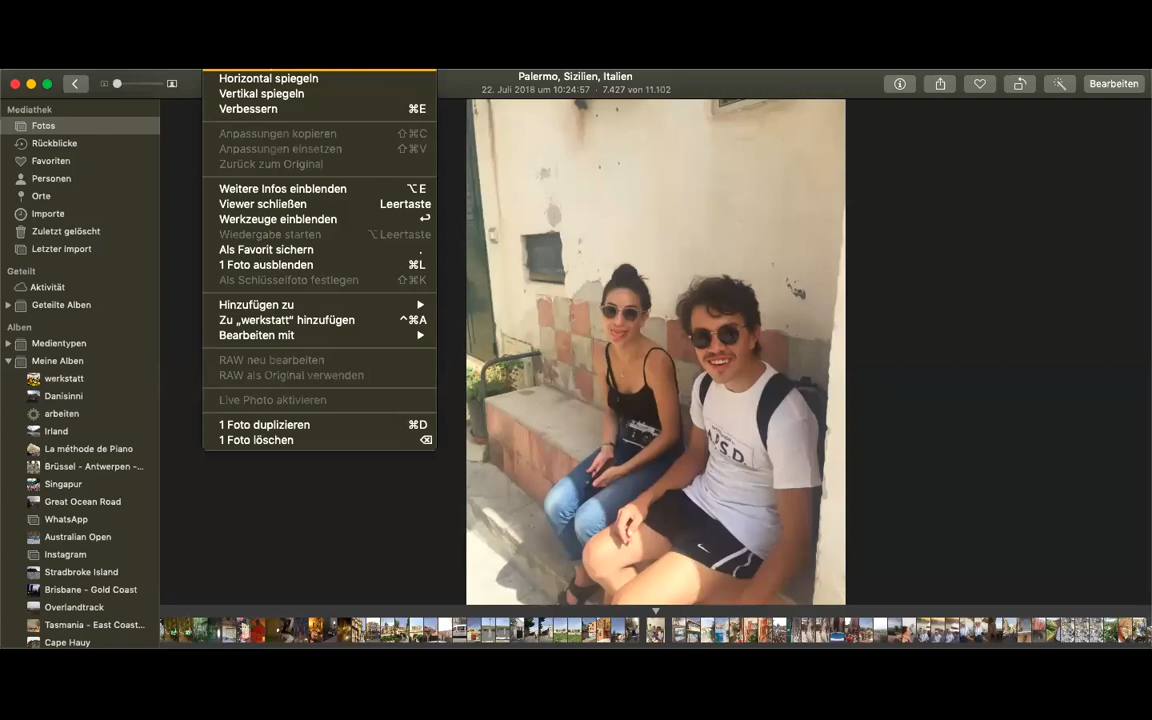 Palermo, Sizilien, Italien
22. Juli 2018 um 10:24:57 · 7.427 von 11.102
Bearbeiten
Mediathek
Fotos
Rückblicke
Favoriten
Personen
Orte
Importe
Zuletzt gelöscht
Letzter Import
Geteilt
Aktivität
Geteilte Alben
Alben
Medientypen
Meine Alben
werkstatt
Danisinni
arbeiten
Irland
La méthode de Piano
Brüssel - Antwerpen -...
Singapur
Great Ocean Road
WhatsApp
Australian Open
Instagram
Stradbroke Island
Brisbane - Gold Coast
Overlandtrack
Tasmania - East Coast...
Cape Hauy
Horizontal spiegeln
Vertikal spiegeln
Verbessern ⌘E
Anpassungen kopieren ⇧⌘C
Anpassungen einsetzen ⇧⌘V
Zurück zum Original
Weitere Infos einblenden ⌥E
Viewer schließen Leertaste
Werkzeuge einblenden ↩
Wiedergabe starten ⌥Leertaste
Als Favorit sichern .
1 Foto ausblenden ⌘L
Als Schlüsselfoto festlegen ⇧⌘K
Hinzufügen zu ▶
Zu „werkstatt“ hinzufügen ^⌘A
Bearbeiten mit ▶
RAW neu bearbeiten
RAW als Original verwenden
Live Photo aktivieren
1 Foto duplizieren ⌘D
1 Foto löschen ⌫